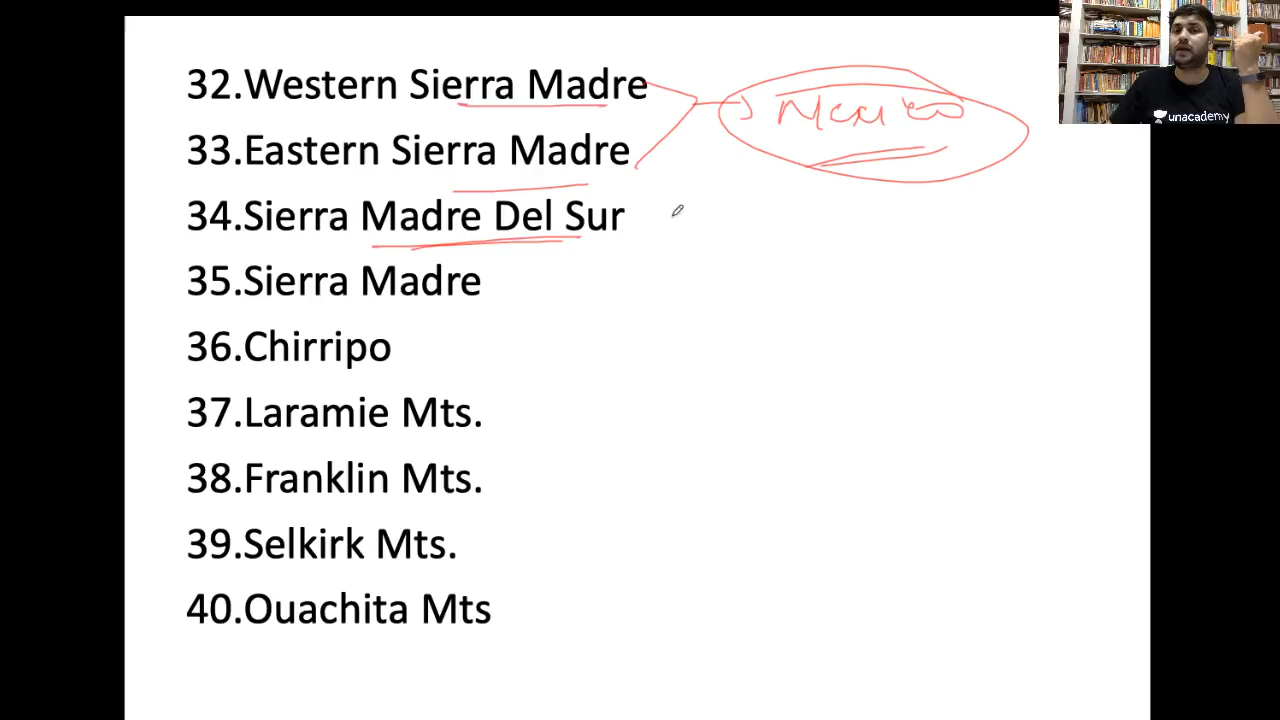 32.Western Sierra Madre
Mexico
33.Eastern Sierra Madre
34.Sierra Madre Del Sur
35.Sierra Madre
36.Chirripo
37.Laramie Mts.
38.Franklin Mts.
39.Selkirk Mts.
40.Ouachita Mts
unacademy